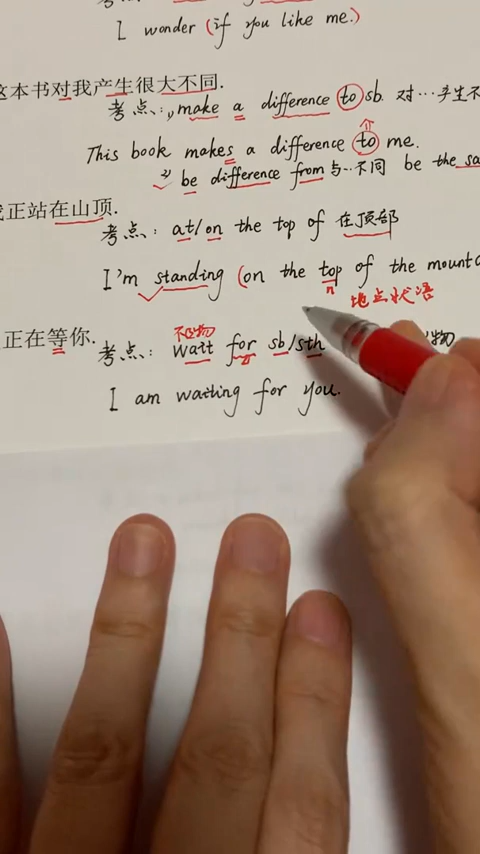 I wonder (if you like me.)
这本书对我产生很大不同.
考点: 1) make a difference to sb. 对…产生不
This book makes a difference to me.
2) be difference from 与…不同 be the sa
正站在山顶.
考点: at/on the top of 在顶部
I'm standing (on the top of the mounta
n 地点状语
正在等你.
不及物
考点: wait for sb/sth 物
I am waiting for you.